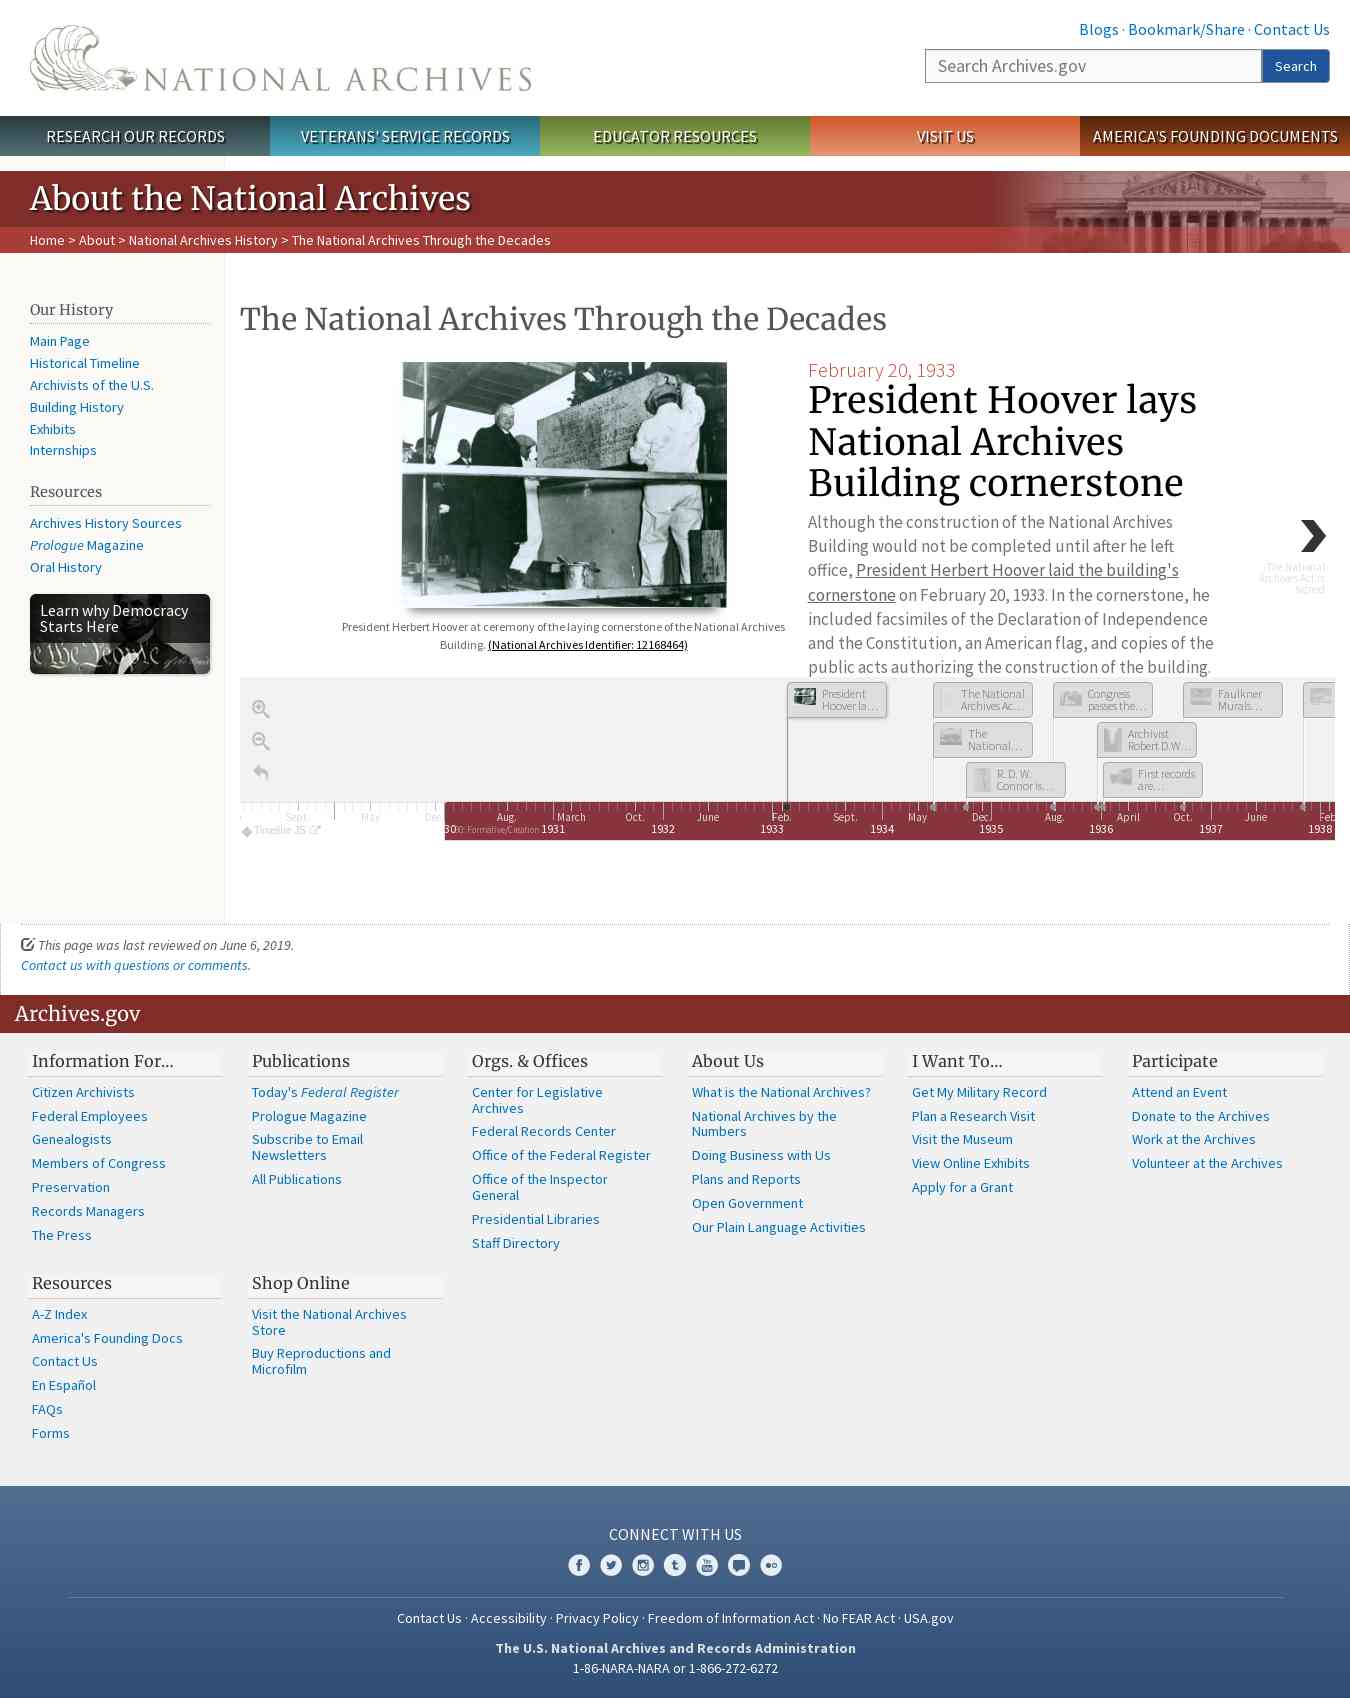 Blogs · Bookmark/Share · Contact Us
NATIONAL ARCHIVES
Search Archives.gov
Search
RESEARCH OUR RECORDS
VETERANS' SERVICE RECORDS
EDUCATOR RESOURCES
VISIT US
AMERICA'S FOUNDING DOCUMENTS
About the National Archives
Home > About > National Archives History > The National Archives Through the Decades
Our History
Main Page
Historical Timeline
Archivists of the U.S.
Building History
Exhibits
Internships
Resources
Archives History Sources
Prologue Magazine
Oral History
Learn why Democracy
Starts Here
The National Archives Through the Decades
President Herbert Hoover at ceremony of the laying cornerstone of the National Archives
Building. (National Archives Identifier: 12168464)
February 20, 1933
President Hoover lays
National Archives
Building cornerstone
Although the construction of the National Archives
Building would not be completed until after he left
office, President Herbert Hoover laid the building's
cornerstone on February 20, 1933. In the cornerstone, he
included facsimiles of the Declaration of Independence
and the Constitution, an American flag, and copies of the
public acts authorizing the construction of the building.
The National
Archives Act is
signed
President
Hoover la…
The National
Archives Ac…
Congress
passes the…
Faulkner
Murals…
The
National…
Archivist
Robert D.W…
R. D. W.
Connor is…
First records
are…
Sept.
May
Dec.
Aug.
March
Oct.
June
Feb.
Sept.
May
Dec.
Aug.
April
Oct.
June
Feb
Timeline JS
30
30: Formative/Creation
1931
1932
1933
1934
1935
1936
1937
1938
This page was last reviewed on June 6, 2019.
Contact us with questions or comments.
Archives.gov
Information For…
Citizen Archivists
Federal Employees
Genealogists
Members of Congress
Preservation
Records Managers
The Press
Publications
Today's Federal Register
Prologue Magazine
Subscribe to Email
Newsletters
All Publications
Orgs. & Offices
Center for Legislative
Archives
Federal Records Center
Office of the Federal Register
Office of the Inspector
General
Presidential Libraries
Staff Directory
About Us
What is the National Archives?
National Archives by the
Numbers
Doing Business with Us
Plans and Reports
Open Government
Our Plain Language Activities
I Want To…
Get My Military Record
Plan a Research Visit
Visit the Museum
View Online Exhibits
Apply for a Grant
Participate
Attend an Event
Donate to the Archives
Work at the Archives
Volunteer at the Archives
Resources
A-Z Index
America's Founding Docs
Contact Us
En Español
FAQs
Forms
Shop Online
Visit the National Archives
Store
Buy Reproductions and
Microfilm
CONNECT WITH US
Contact Us · Accessibility · Privacy Policy · Freedom of Information Act · No FEAR Act · USA.gov
The U.S. National Archives and Records Administration
1-86-NARA-NARA or 1-866-272-6272